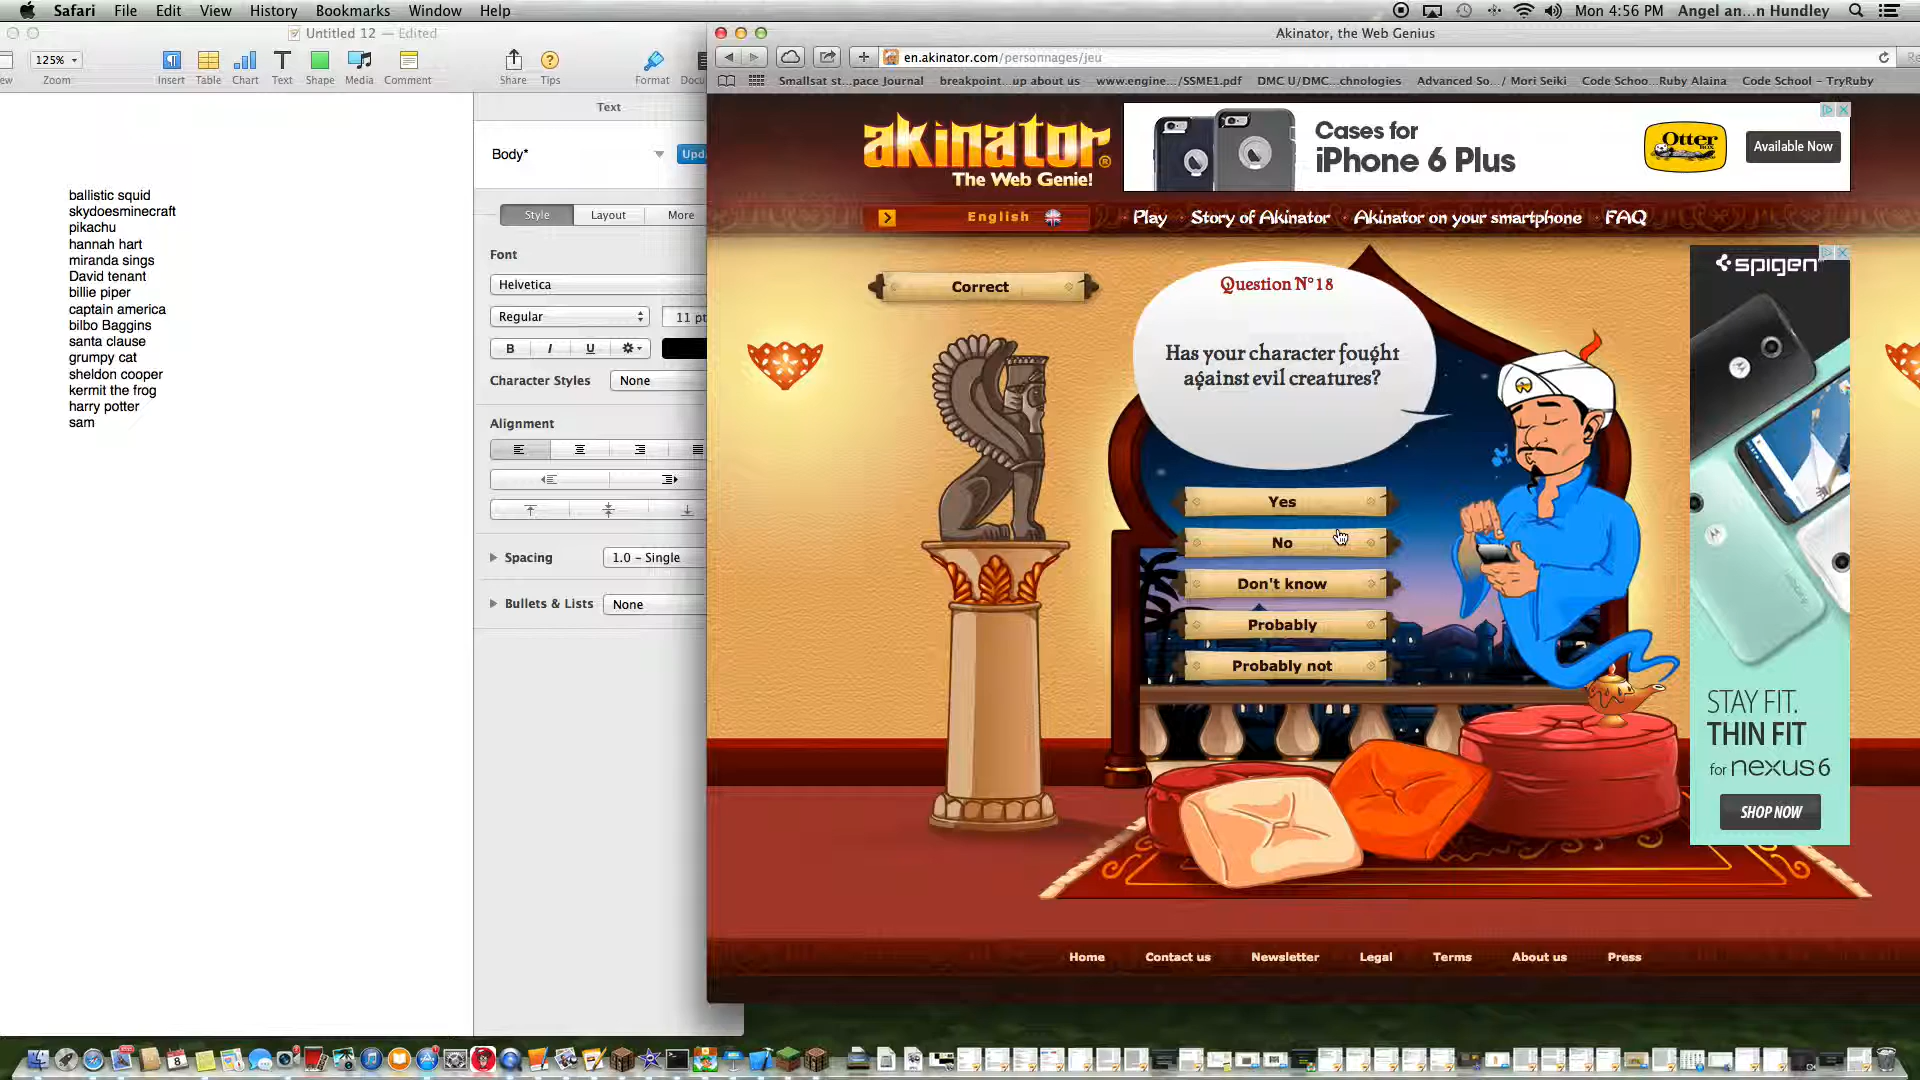 Safari File Edit View History Bookmarks Window Help
Mon 4:56 PM Angel an...n Hundley
Untitled 12 — Edited
125%
Zoom
Insert Table Chart Text Shape Media Comment Share Tips Format
Text
Body*
Style Layout More
Font
Helvetica
Regular 11 pt
B I U
Character Styles None
Alignment
Spacing 1.0 – Single
Bullets & Lists None
ballistic squid
skydoesminecraft
pikachu
hannah hart
miranda sings
David tenant
billie piper
captain america
bilbo Baggins
santa clause
grumpy cat
sheldon cooper
kermit the frog
harry potter
sam
Akinator, the Web Genius
en.akinator.com/personnages/jeu
Smallsat st...pace Journal breakpoint...up about us www.engine.../SSME1.pdf DMC U/DMC...chnologies Advanced So... / Mori Seiki Code Schoo...Ruby Alaina Code School - TryRuby
akinator®
The Web Genie!
Cases for
iPhone 6 Plus
Otter Box
Available Now
English
Play Story of Akinator Akinator on your smartphone FAQ
Correct
Question N°18
Has your character fought
against evil creatures?
Yes
No
Don't know
Probably
Probably not
spigen
STAY FIT.
THIN FIT
for nexus 6
SHOP NOW
Home Contact us Newsletter Legal Terms About us Press